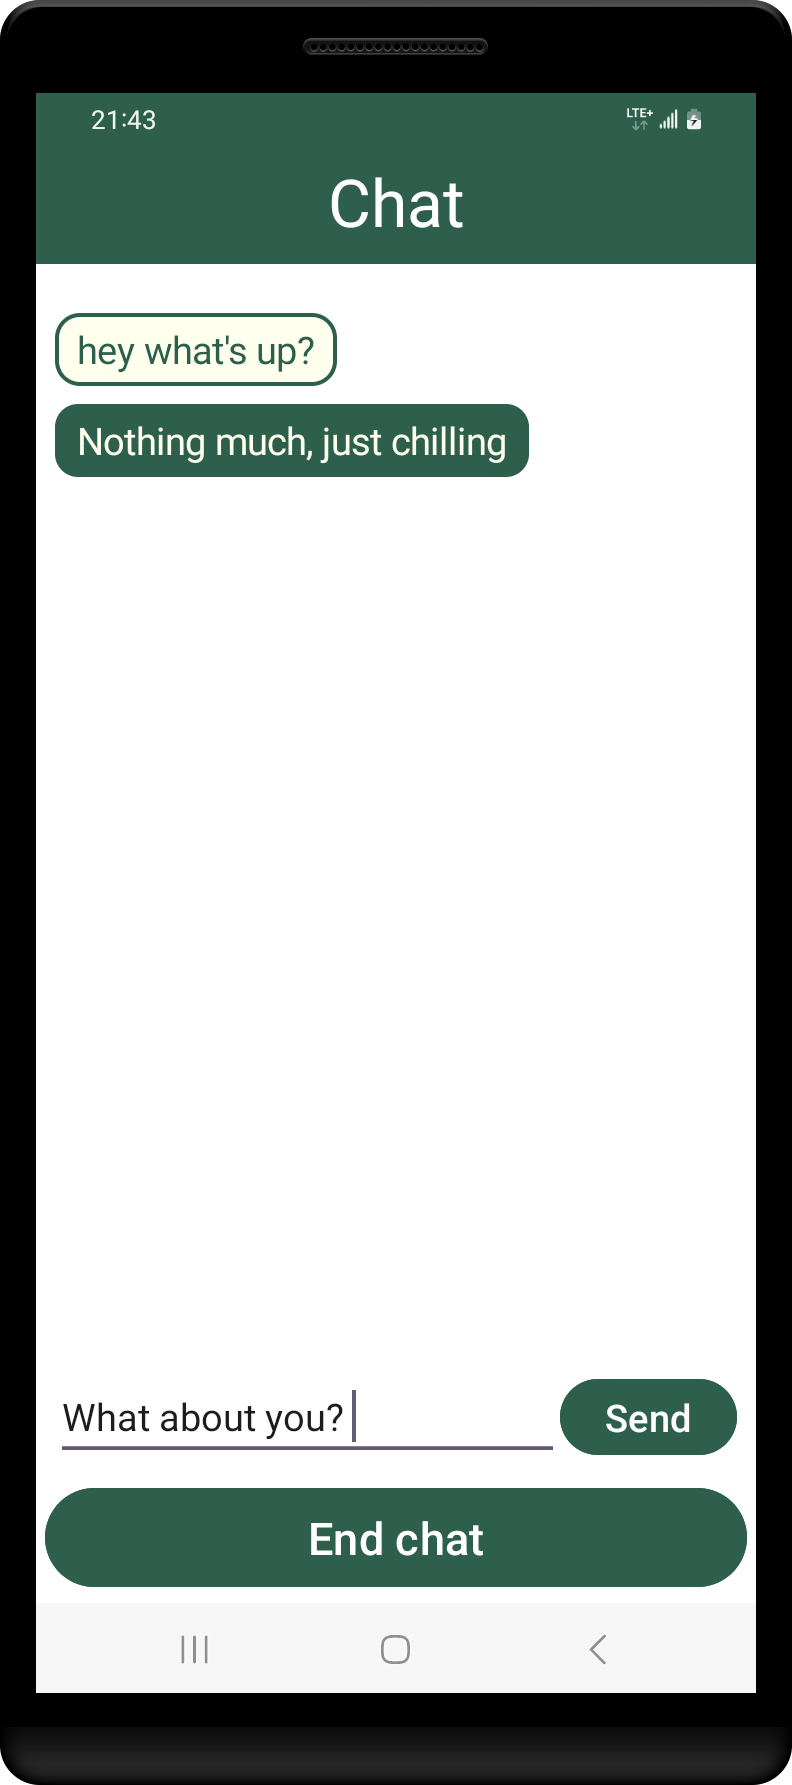 21:43
LTE+
Chat
hey what's up?
Nothing much, just chilling
What about you?
Send
End chat